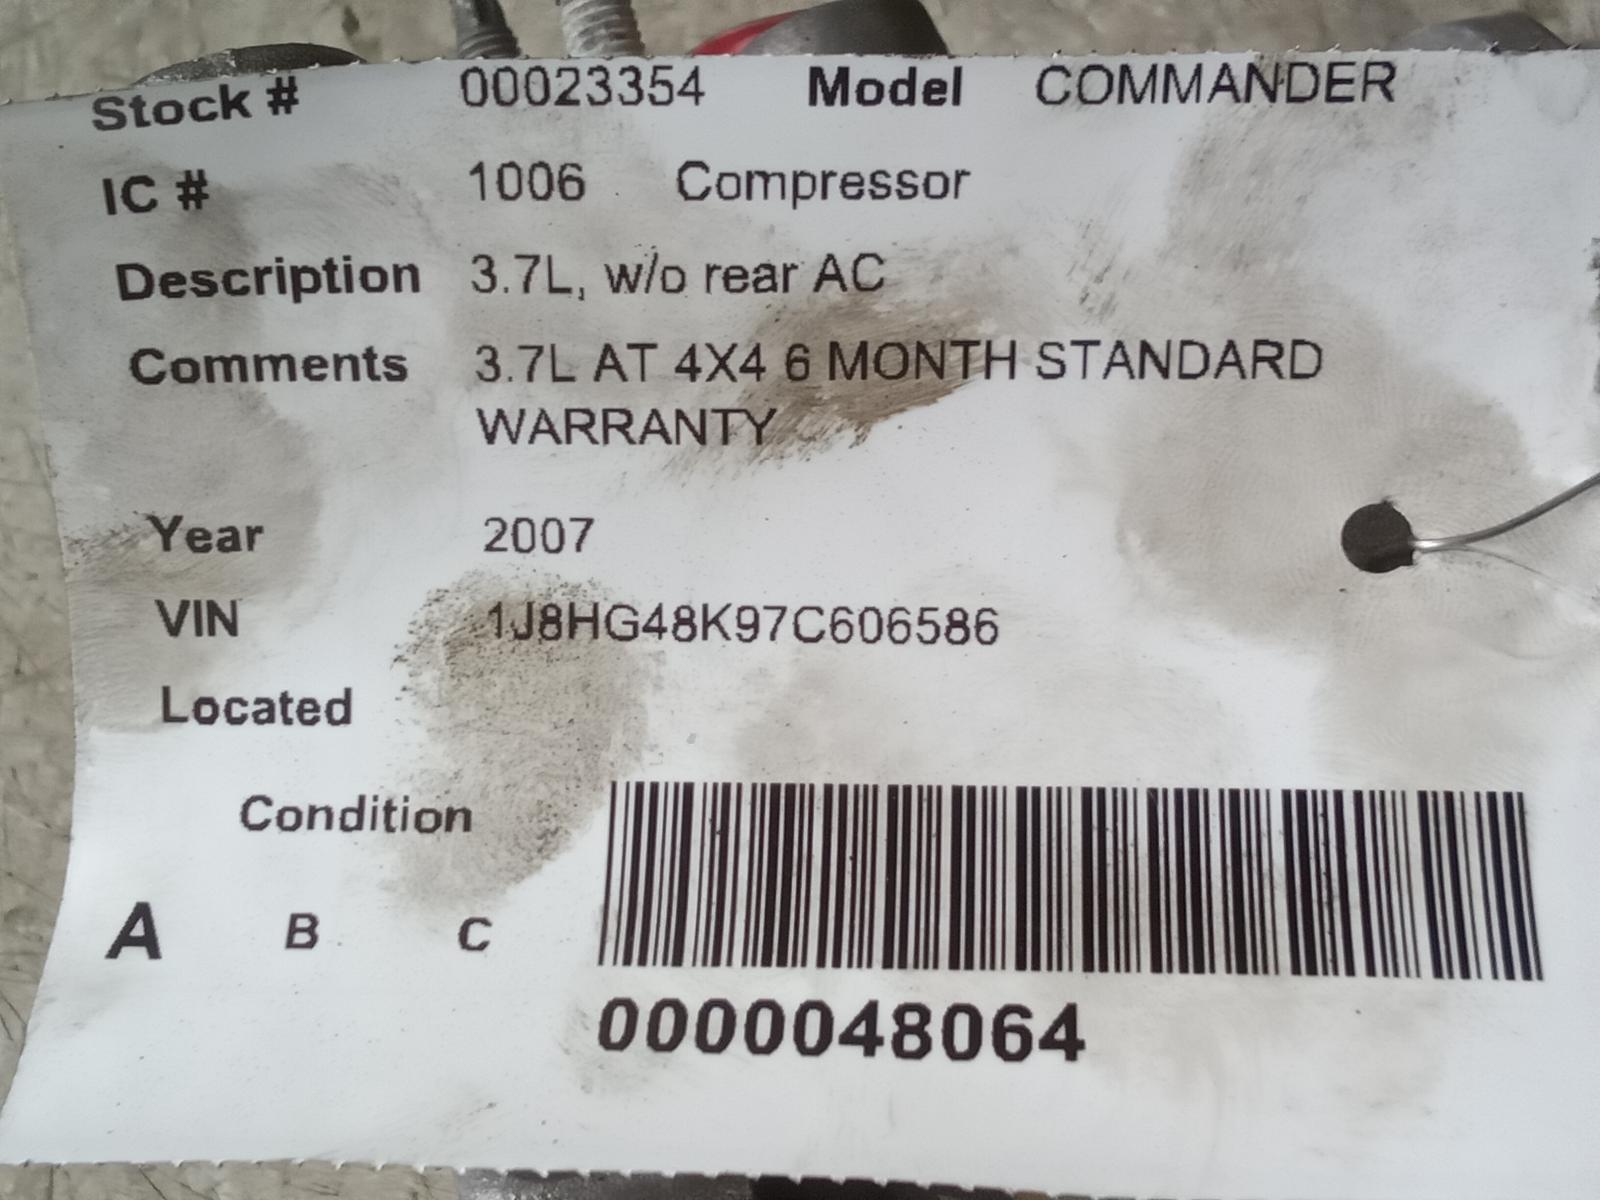 Stock # 00023354 Model COMMANDER
IC # 1006 Compressor
Description 3.7L, w/o rear AC
Comments 3.7L AT 4X4 6 MONTH STANDARD
WARRANTY
Year 2007
VIN 1J8HG48K97C606586
Located
Condition
A B C
0000048064